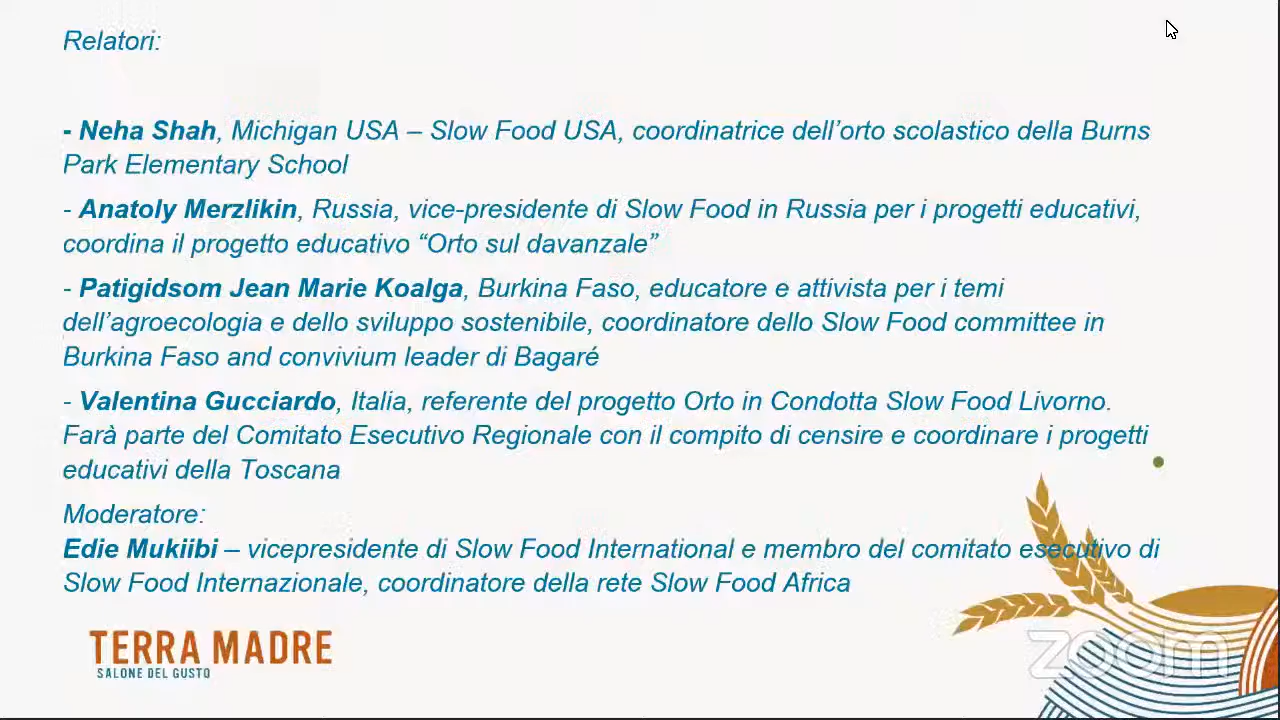 Relatori:
- Neha Shah, Michigan USA – Slow Food USA, coordinatrice dell’orto scolastico della Burns
Park Elementary School
- Anatoly Merzlikin, Russia, vice-presidente di Slow Food in Russia per i progetti educativi,
coordina il progetto educativo “Orto sul davanzale”
- Patigidsom Jean Marie Koalga, Burkina Faso, educatore e attivista per i temi
dell’agroecologia e dello sviluppo sostenibile, coordinatore dello Slow Food committee in
Burkina Faso and convivium leader di Bagaré
- Valentina Gucciardo, Italia, referente del progetto Orto in Condotta Slow Food Livorno.
Farà parte del Comitato Esecutivo Regionale con il compito di censire e coordinare i progetti
educativi della Toscana
Moderatore:
Edie Mukiibi – vicepresidente di Slow Food International e membro del comitato esecutivo di
Slow Food Internazionale, coordinatore della rete Slow Food Africa
TERRA MADRE
SALONE DEL GUSTO
zoom